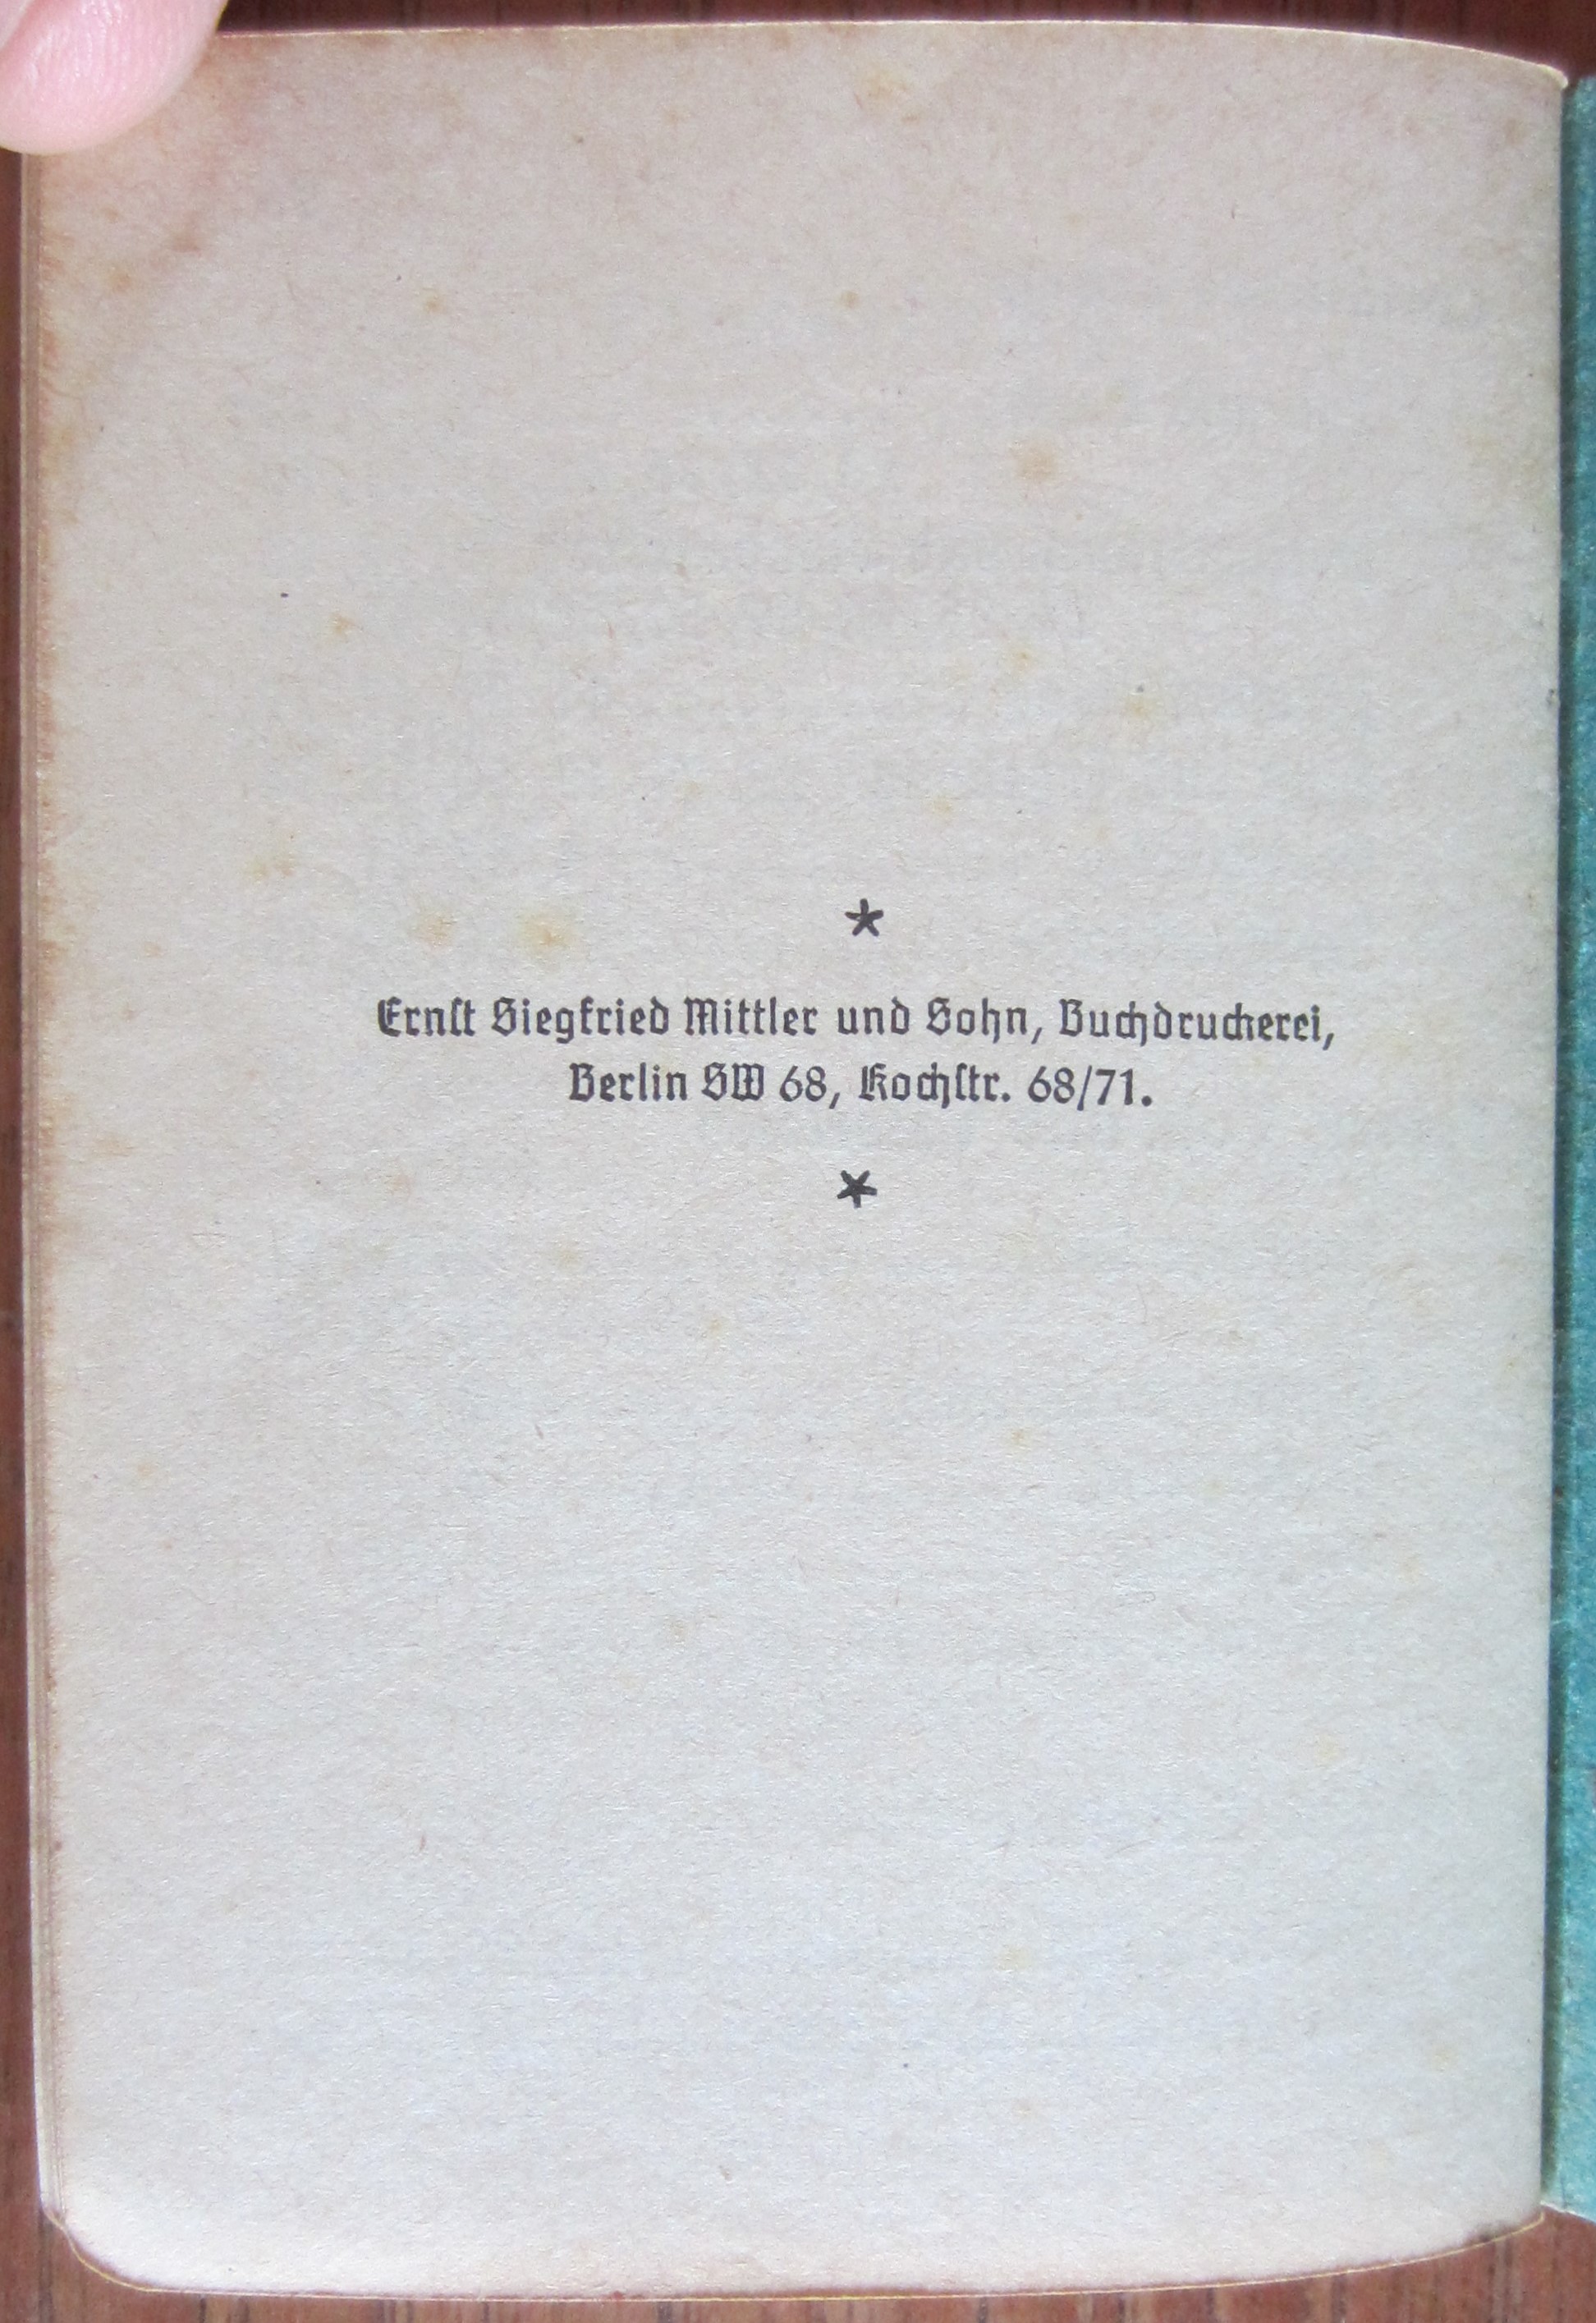 *
Ernſt Siegfried Mittler und Sohn, Buchdruckerei,
Berlin SW 68, Kochſtr. 68/71.
*